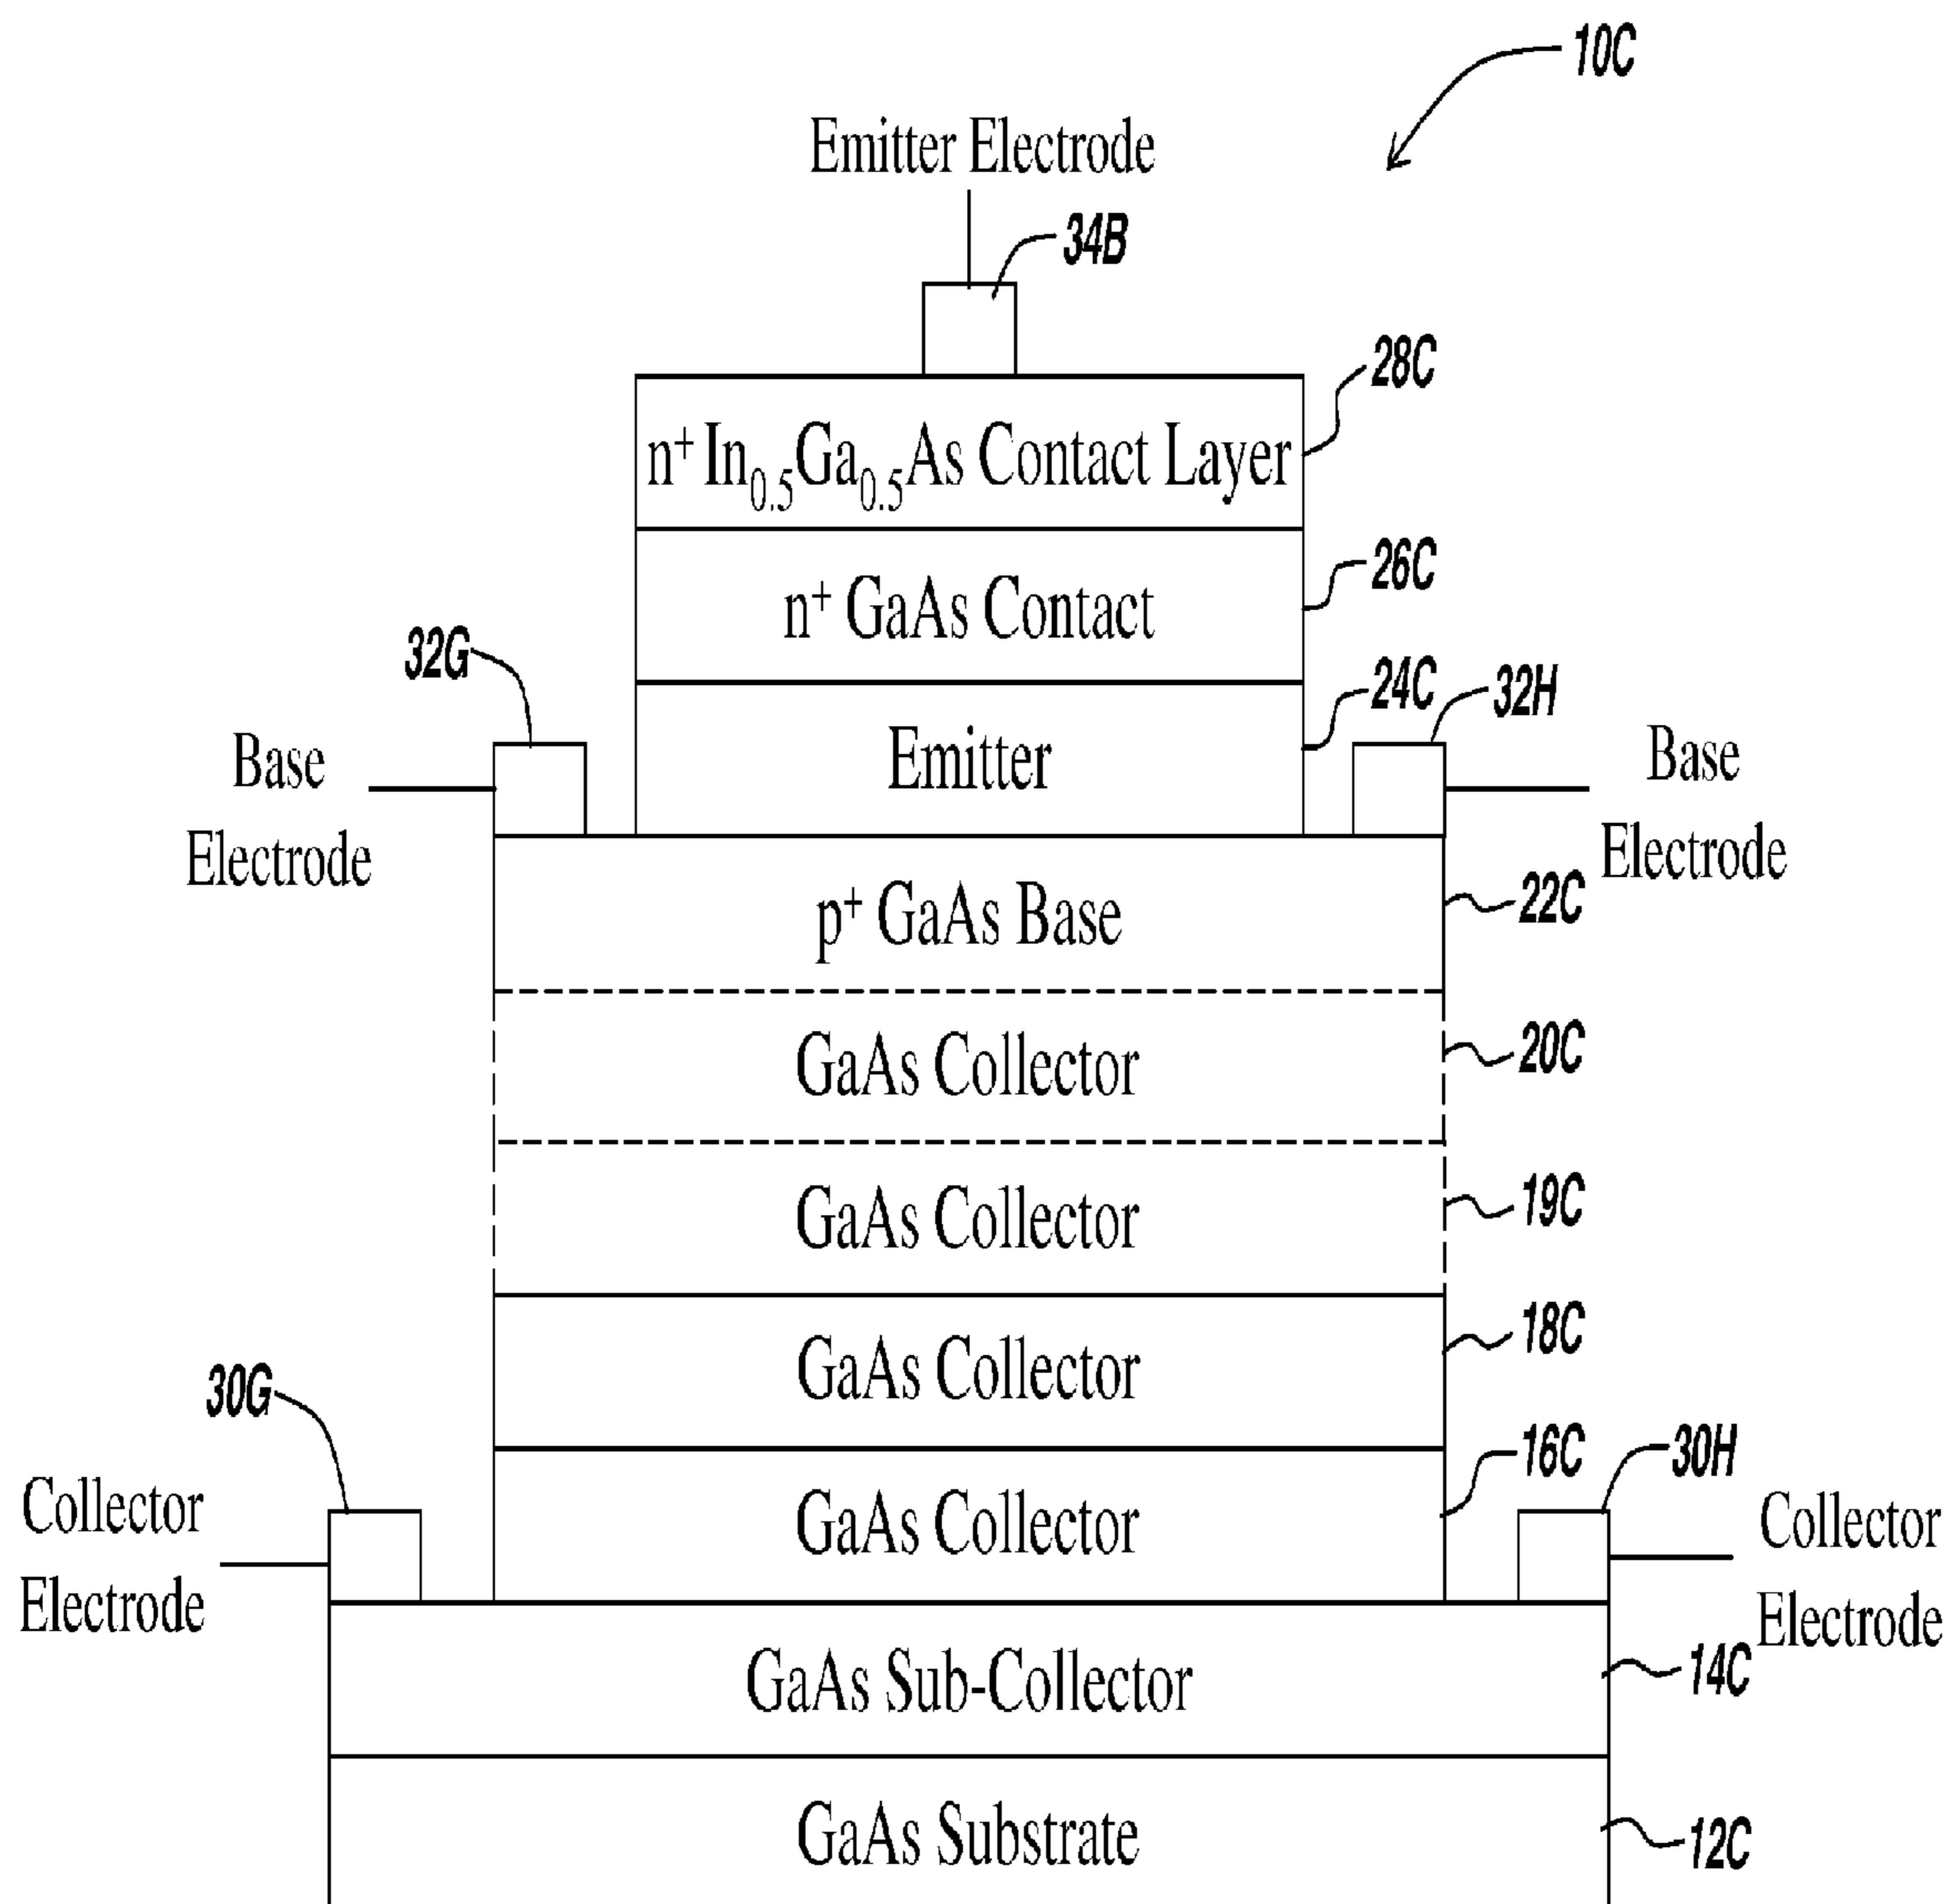 10C
Emitter Electrode
34B
28C
n⁺ In₀.₅Ga₀.₅As Contact Layer
26C
n⁺ GaAs Contact
32G
24C
32H
Emitter
Base
Electrode
Base
Electrode
p⁺ GaAs Base
22C
GaAs Collector
20C
GaAs Collector
19C
GaAs Collector
18C
30G
16C
30H
GaAs Collector
Collector
Electrode
Collector
Electrode
GaAs Sub-Collector
14C
GaAs Substrate
12C